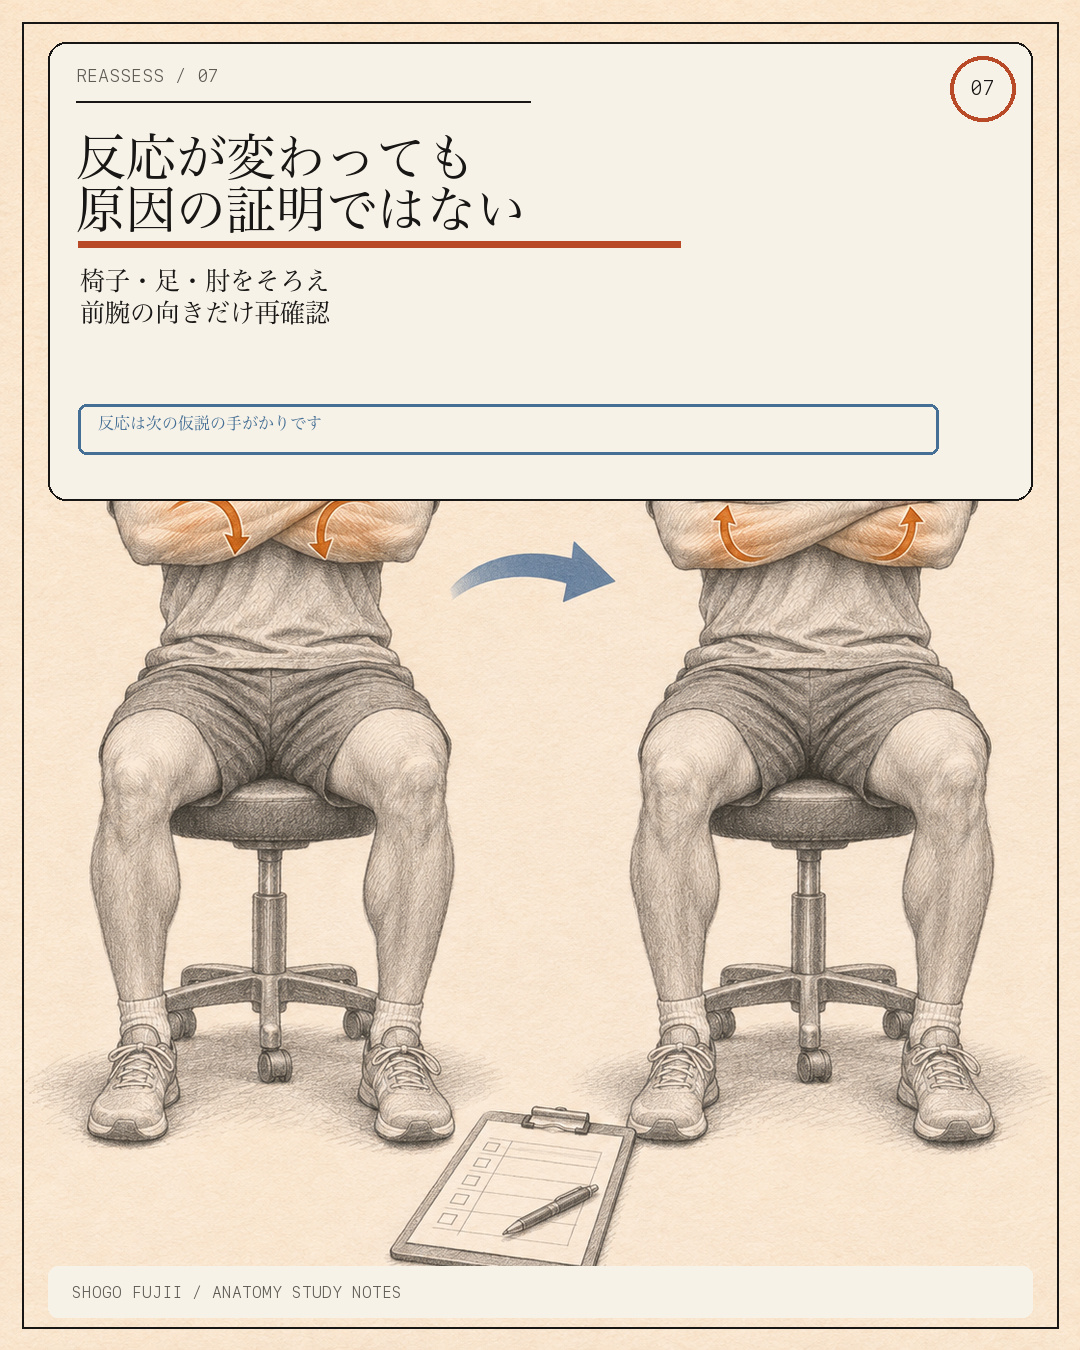 REASSESS / 07
07
反応が変わっても
原因の証明ではない
椅子・足・肘をそろえ
前腕の向きだけ再確認
反応は次の仮説の手がかりです
SHOGO FUJII / ANATOMY STUDY NOTES